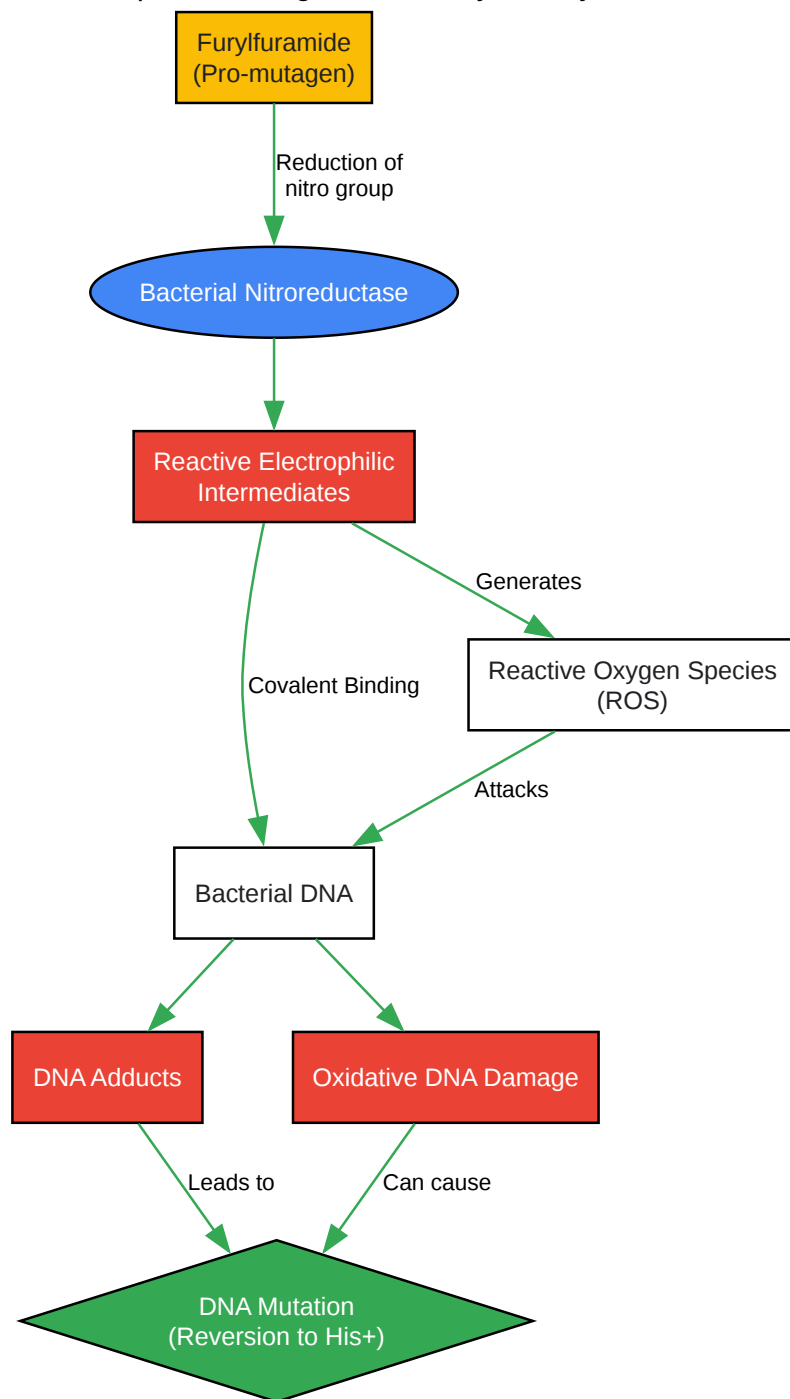 Furylfuramide
(Pro-mutagen)
Reduction of
nitro group
Bacterial Nitroreductase
Reactive Electrophilic
Intermediates
Generates
Reactive Oxygen Species
(ROS)
Covalent Binding
Attacks
Bacterial DNA
DNA Adducts
Oxidative DNA Damage
Leads to
Can cause
DNA Mutation
(Reversion to His+)